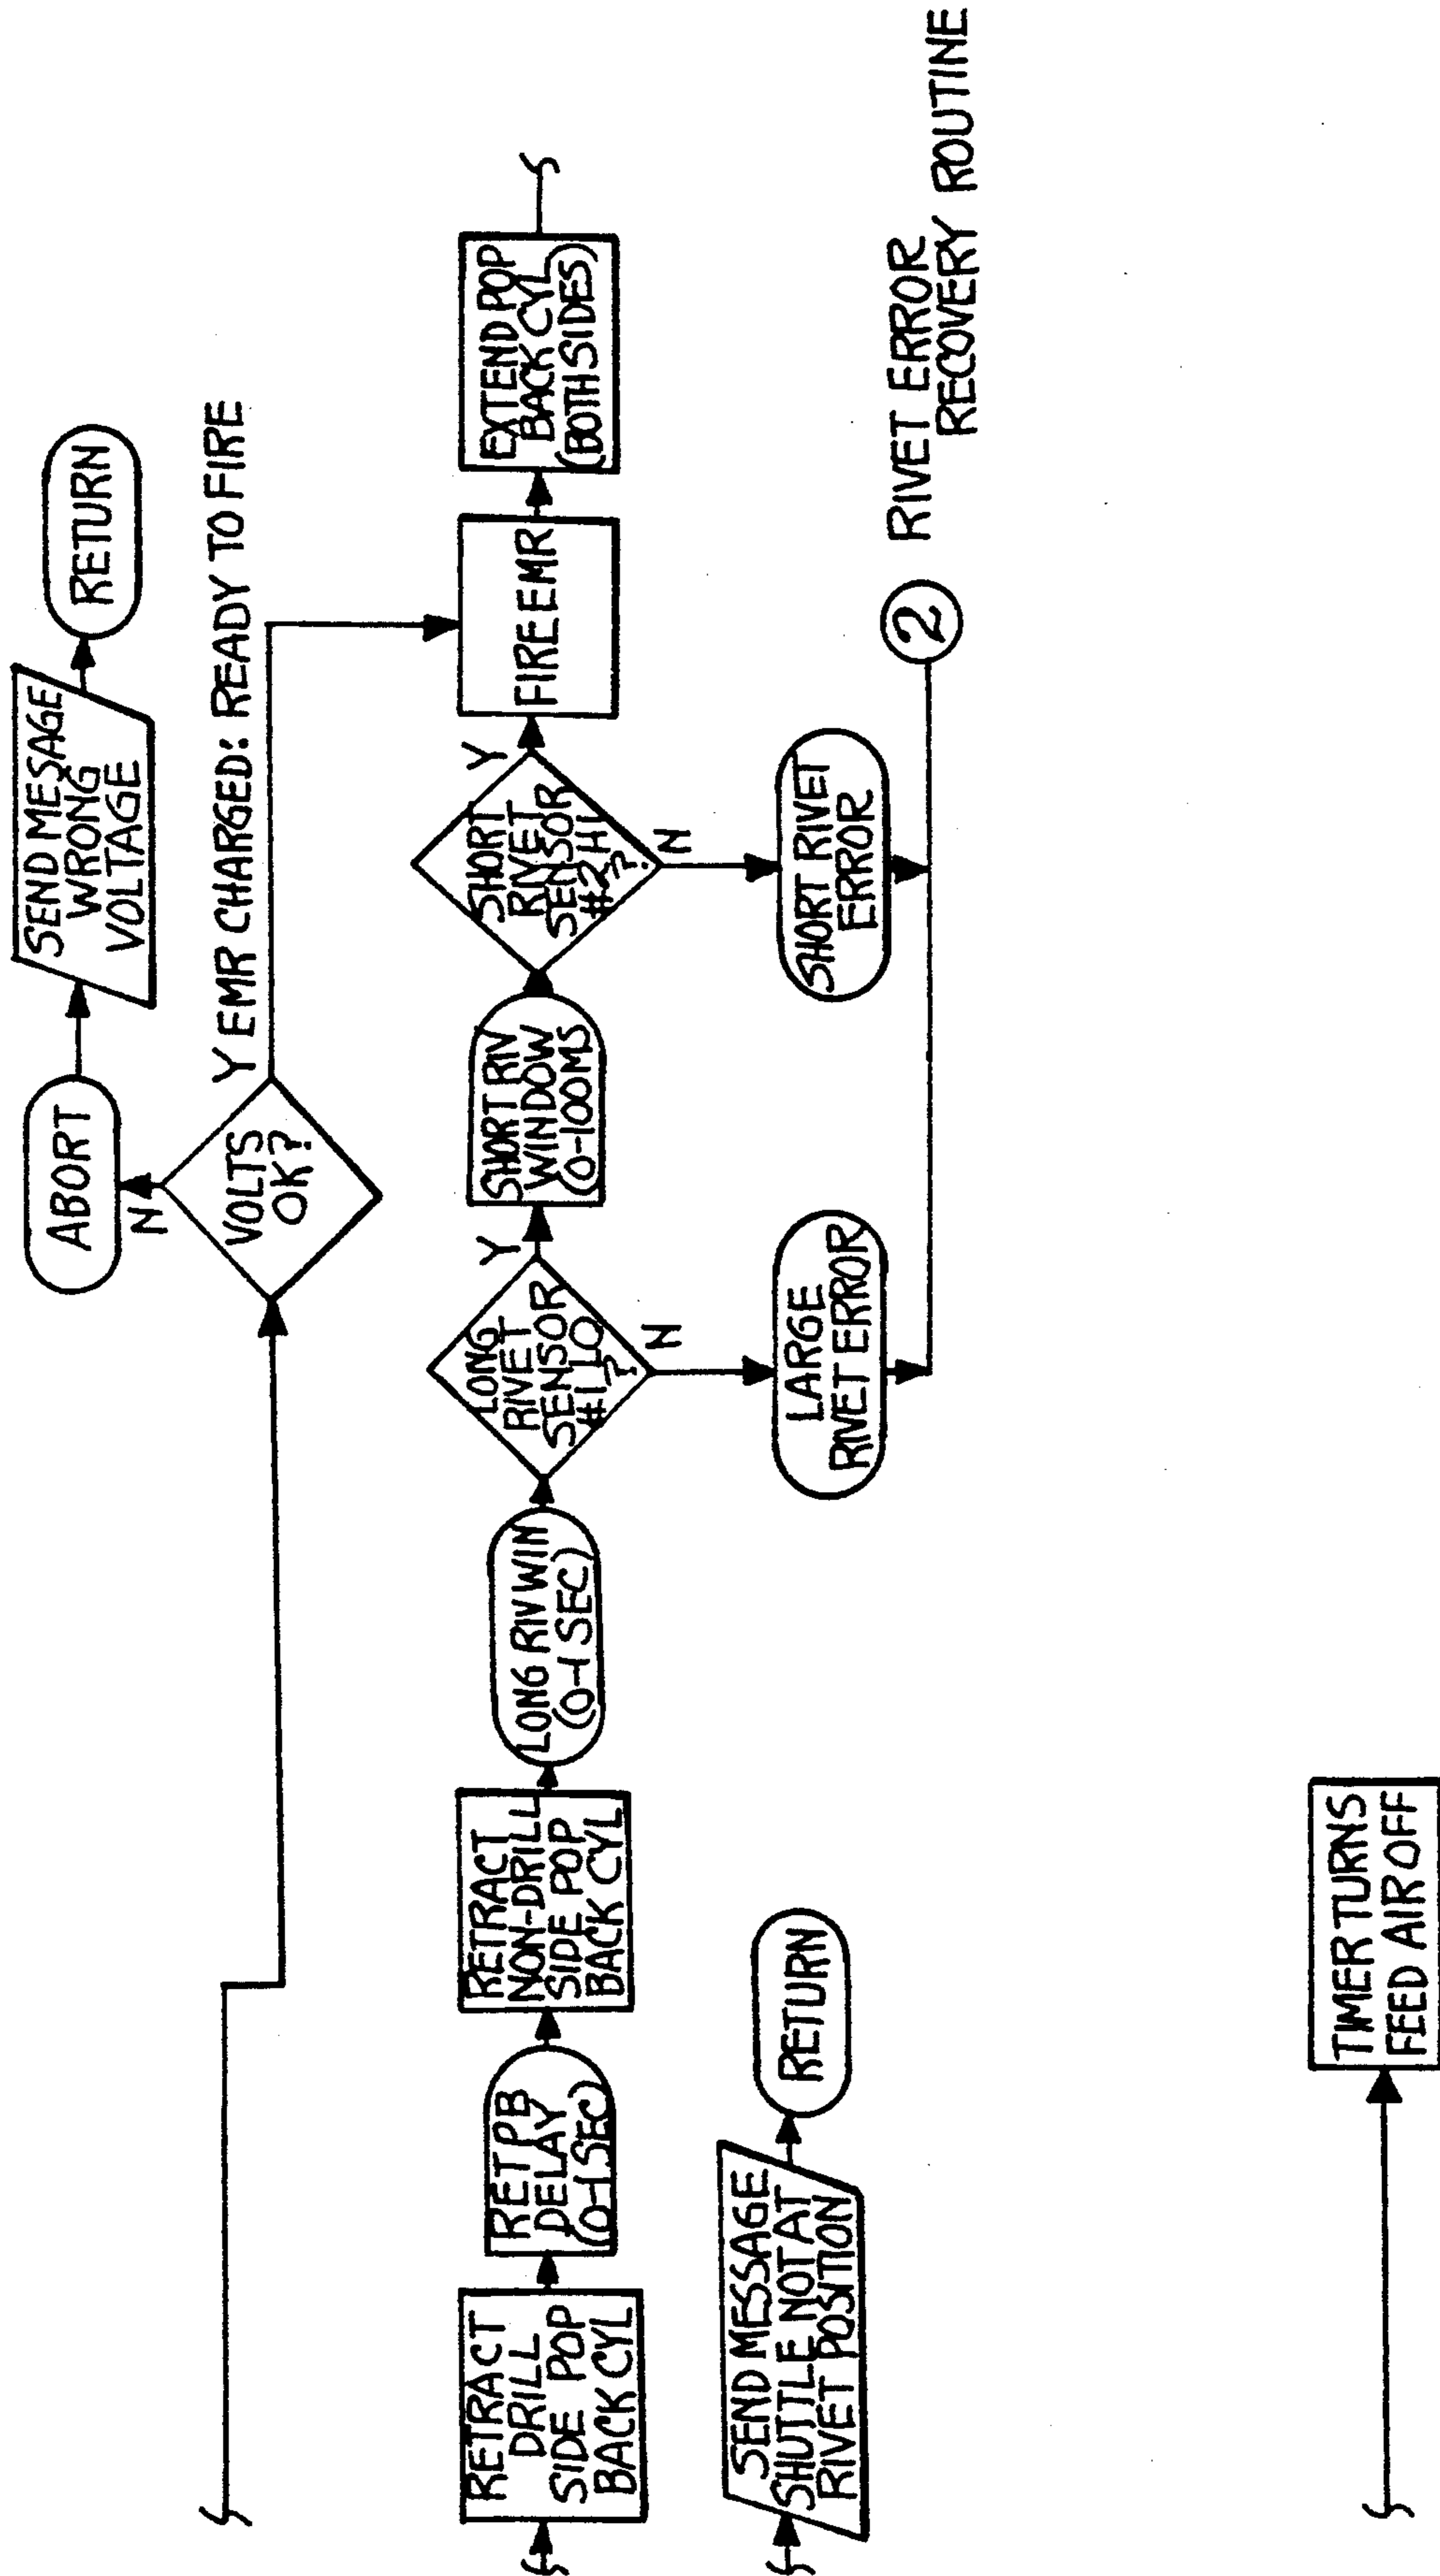 SEND MESSAGE
WRONG
VOLTAGE
RETURN
ABORT
N
VOLTS
OK?
Y EMR CHARGED: READY TO FIRE
RETRACT
DRILL
SIDE POP
BACK CYL
RET PB
DELAY
(0-1 SEC)
RETRACT
NON-DRILL
SIDE POP
BACK CYL
LONG RIV WIN
(0-1 SEC)
LONG
RIVET
SENSOR
#1 LO
?
Y
N
SHORT RIV
WINDOW
(0-100MS
SHORT
RIVET
SENSOR
#2 HI
?
Y
N
FIRE EMR
EXTEND POP
BACK CYL
(BOTH SIDES)
SEND MESSAGE
SHUTTLE NOT AT
RIVET POSITION
RETURN
LARGE
RIVET ERROR
SHORT RIVET
ERROR
2
RIVET ERROR
RECOVERY ROUTINE
TIMER TURNS
FEED AIR OFF